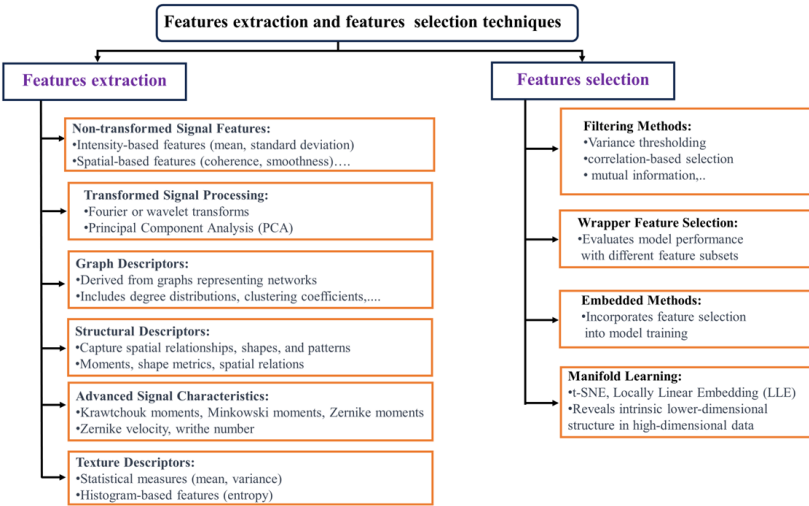 Features extraction and features  selection techniques
Features extraction
Non-transformed Signal Features:
•Intensity-based features (mean, standard deviation)
•Spatial-based features (coherence, smoothness)….
Transformed Signal Processing:
•Fourier or wavelet transforms
•Principal Component Analysis (PCA)
Graph Descriptors:
•Derived from graphs representing networks
•Includes degree distributions, clustering coefficients,....
Structural Descriptors:
•Capture spatial relationships, shapes, and patterns
•Moments, shape metrics, spatial relations
Advanced Signal Characteristics:
•Krawtchouk moments, Minkowski moments, Zernike moments
•Zernike velocity, writhe number
Texture Descriptors:
•Statistical measures (mean, variance)
•Histogram-based features (entropy)
Features selection
Filtering Methods:
•Variance thresholding
•correlation-based selection
• mutual information,..
Wrapper Feature Selection:
•Evaluates model performance
with different feature subsets
Embedded Methods:
•Incorporates feature selection
into model training
Manifold Learning:
•t-SNE, Locally Linear Embedding (LLE)
•Reveals intrinsic lower-dimensional
structure in high-dimensional data